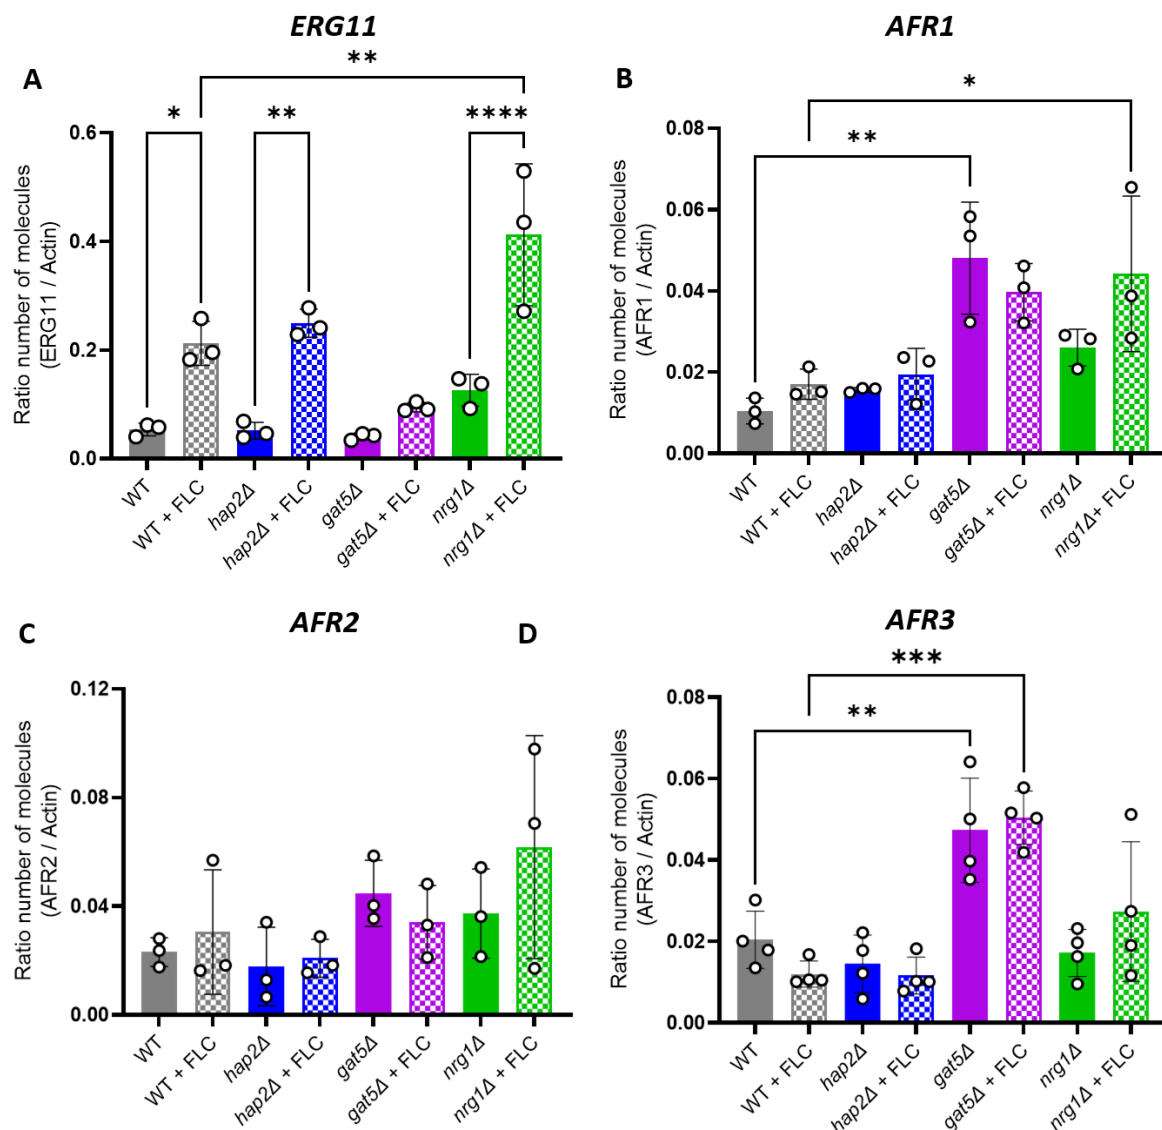 ERG11
A
**
*
**
****
Ratio number of molecules
(ERG11 / Actin)
0.6
0.4
0.2
0.0
WT
WT + FLC
hap2Δ
hap2Δ + FLC
gat5Δ
gat5Δ + FLC
nrg1Δ
nrg1Δ + FLC
AFR1
B
*
**
Ratio number of molecules
(AFR1 / Actin)
0.08
0.06
0.04
0.02
0.00
WT
WT + FLC
hap2Δ
hap2Δ + FLC
gat5Δ
gat5Δ + FLC
nrg1Δ
nrg1Δ+ FLC
C
AFR2
Ratio number of molecules
(AFR2 / Actin)
0.12
0.08
0.04
0.00
WT
WT + FLC
hap2Δ
hap2Δ + FLC
gat5Δ
gat5Δ + FLC
nrg1Δ
nrg1Δ + FLC
D
AFR3
***
**
Ratio number of molecules
(AFR3 / Actin)
0.08
0.06
0.04
0.02
0.00
WT
WT + FLC
hap2Δ
hap2Δ + FLC
gat5Δ
gat5Δ + FLC
nrg1Δ
nrg1Δ + FLC